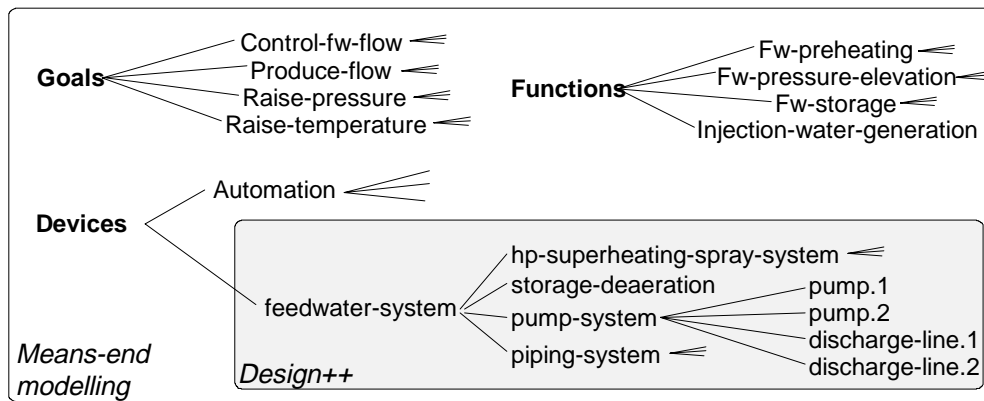 Goals
Control-fw-flow
Produce-flow
Raise-pressure
Raise-temperature
Functions
Fw-preheating
Fw-pressure-elevation
Fw-storage
Injection-water-generation
Devices
Automation
feedwater-system
hp-superheating-spray-system
storage-deaeration
pump-system
piping-system
pump.1
pump.2
discharge-line.1
discharge-line.2
Means-end
modelling
Design++